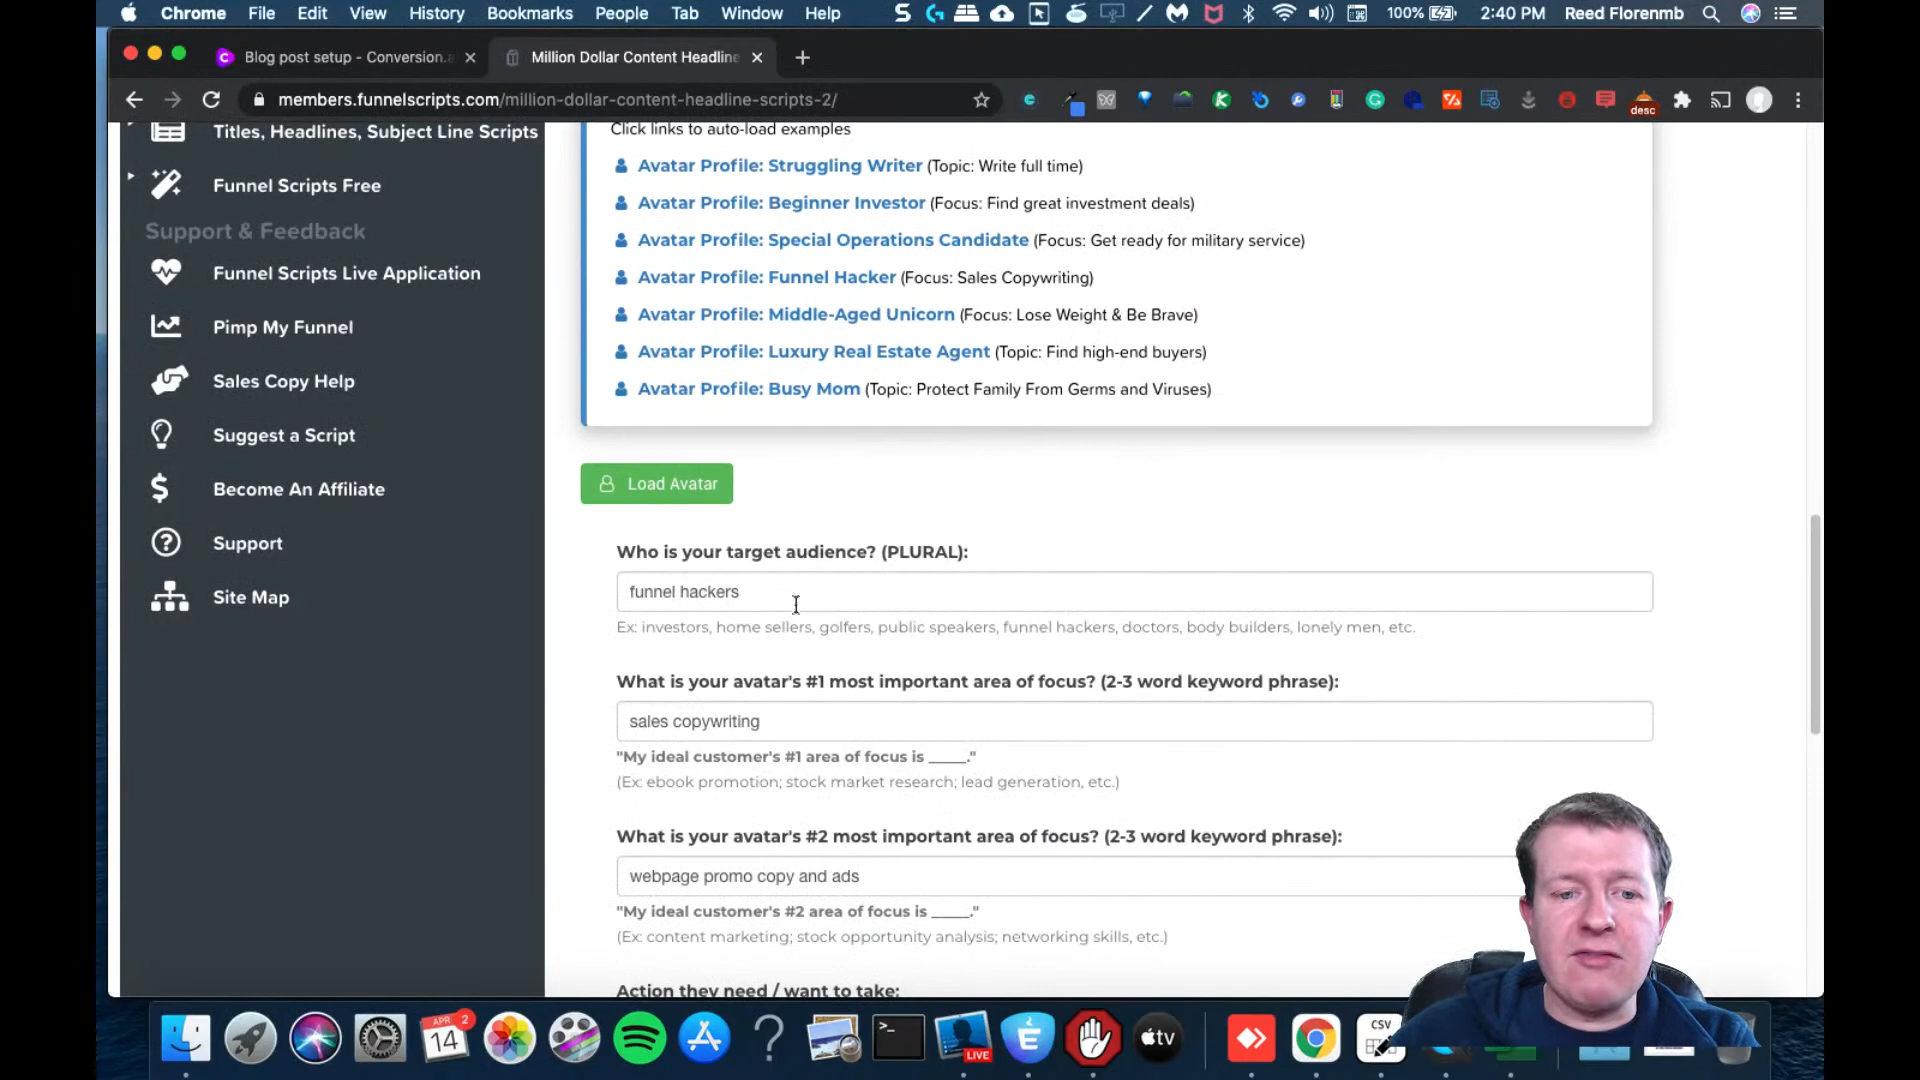 Chrome File Edit View History Bookmarks People Tab Window Help 100% Wed 2:40 PM Reed Florenmb
Blog post setup - Conversion.a
Million Dollar Content Headline
members.funnelscripts.com/million-dollar-content-headline-scripts-2/
desc
Titles, Headlines, Subject Line Scripts
Funnel Scripts Free
Support & Feedback
Funnel Scripts Live Application
Pimp My Funnel
Sales Copy Help
Suggest a Script
Become An Affiliate
Support
Site Map
Click links to auto-load examples
Avatar Profile: Struggling Writer (Topic: Write full time)
Avatar Profile: Beginner Investor (Focus: Find great investment deals)
Avatar Profile: Special Operations Candidate (Focus: Get ready for military service)
Avatar Profile: Funnel Hacker (Focus: Sales Copywriting)
Avatar Profile: Middle-Aged Unicorn (Focus: Lose Weight & Be Brave)
Avatar Profile: Luxury Real Estate Agent (Topic: Find high-end buyers)
Avatar Profile: Busy Mom (Topic: Protect Family From Germs and Viruses)
Load Avatar
Who is your target audience? (PLURAL):
funnel hackers
Ex: investors, home sellers, golfers, public speakers, funnel hackers, doctors, body builders, lonely men, etc.
What is your avatar's #1 most important area of focus? (2-3 word keyword phrase):
sales copywriting
"My ideal customer's #1 area of focus is _____."
(Ex: ebook promotion; stock market research; lead generation, etc.)
What is your avatar's #2 most important area of focus? (2-3 word keyword phrase):
webpage promo copy and ads
"My ideal customer's #2 area of focus is _____."
(Ex: content marketing; stock opportunity analysis; networking skills, etc.)
Action they need / want to take:
APR
2
14
LIVE
tv
CSV